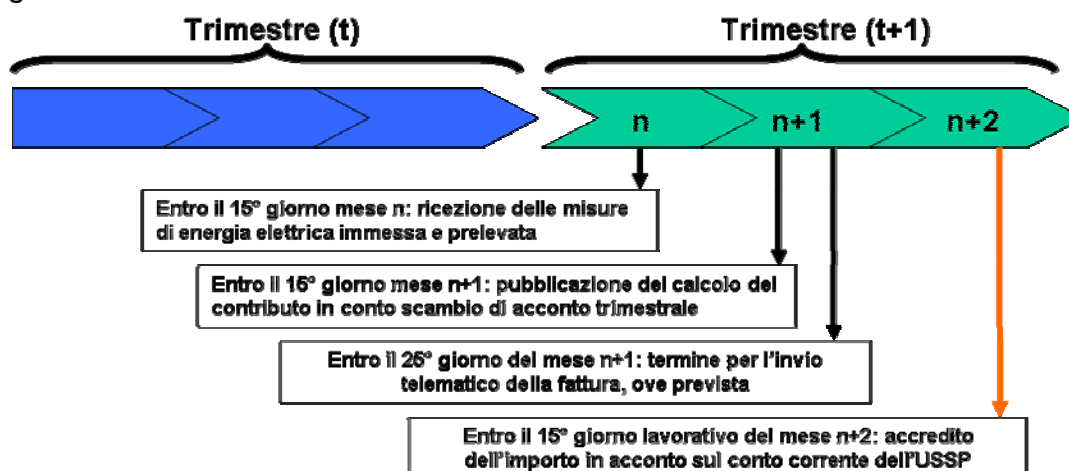 Trimestre (t)
Trimestre (t+1)
n
n+1
n+2
Entro il 15° giorno mese n: ricezione delle misure
di energia elettrica immessa e prelevata
Entro il 15° giorno mese n+1: pubblicazione del calcolo del
contributo in conto scambio di acconto trimestrale
Entro il 25° giorno del mese n+1: termine per l'invio
telematico della fattura, ove prevista
Entro il 15° giorno lavorativo del mese n+2: accredito
dell'importo in acconto sul conto corrente dell'USSP